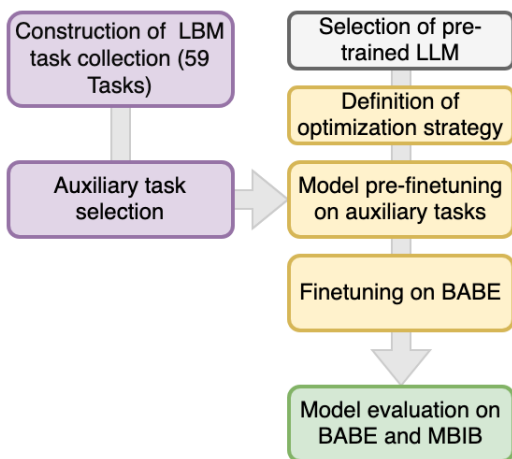 Construction of LBM
task collection (59
Tasks)
Auxiliary task
selection
Selection of pre-
trained LLM
Definition of
optimization strategy
Model pre-finetuning
on auxiliary tasks
Finetuning on BABE
Model evaluation on
BABE and MBIB